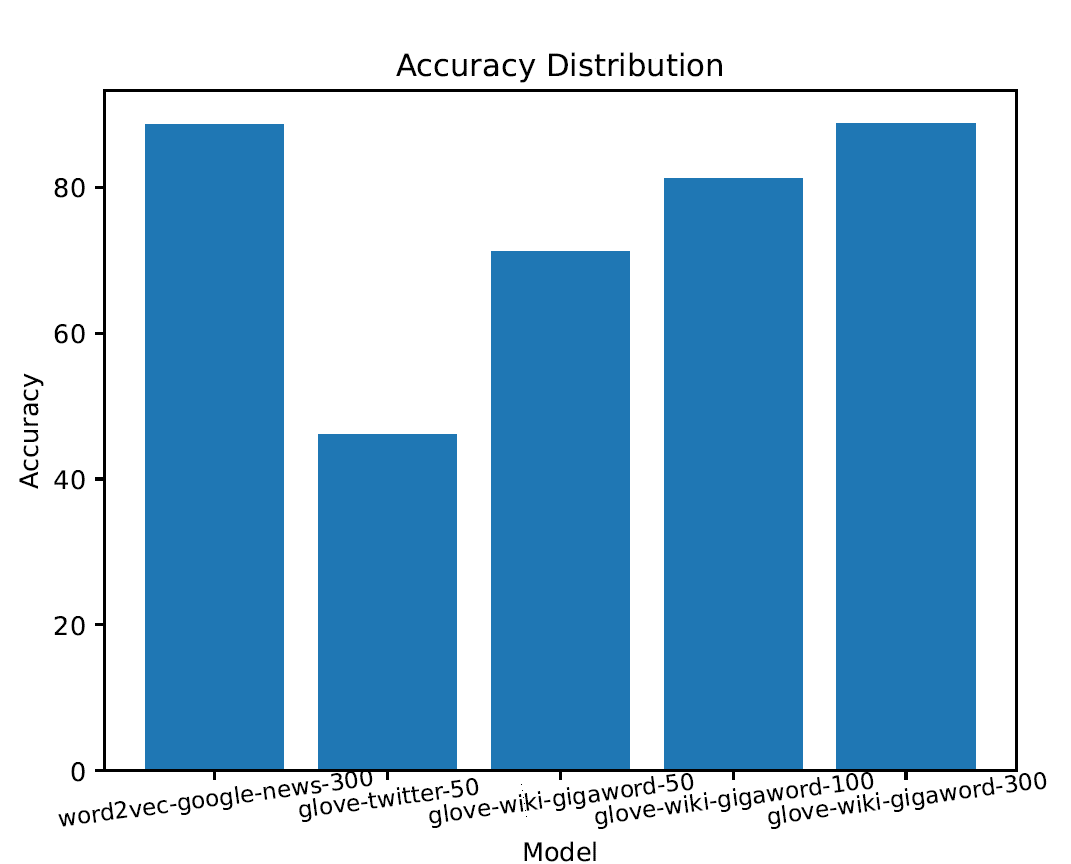 Accuracy Distribution
Accuracy
80
60
40
20
0
word2vec-google-news-300
glove-twitter-50
glove-wiki-gigaword-50
glove-wiki-gigaword-100
glove-wiki-gigaword-300
Model